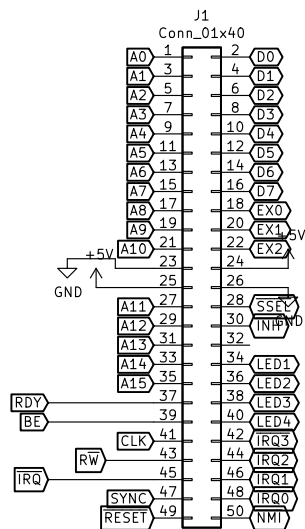 J1
Conn_01x40
A0 1 2 D0
A1 3 4 D1
A2 5 6 D2
A3 7 8 D3
A4 9 10 D4
A5 11 12 D5
A6 13 14 D6
A7 15 16 D7
A8 17 18 EX0
A9 19 20 EX1 +5V
A10 21 22 EX2
+5V 23 24
GND 25 26
A11 27 28 SSEL GND
A12 29 30 INH
A13 31 32
A14 33 34 LED1
A15 35 36 LED2
RDY 37 38 LED3
BE 39 40 LED4
CLK 41 42 IRQ3
RW 43 44 IRQ2
IRQ 45 46 IRQ1
SYNC 47 48 IRQ0
RESET 49 50 NMI